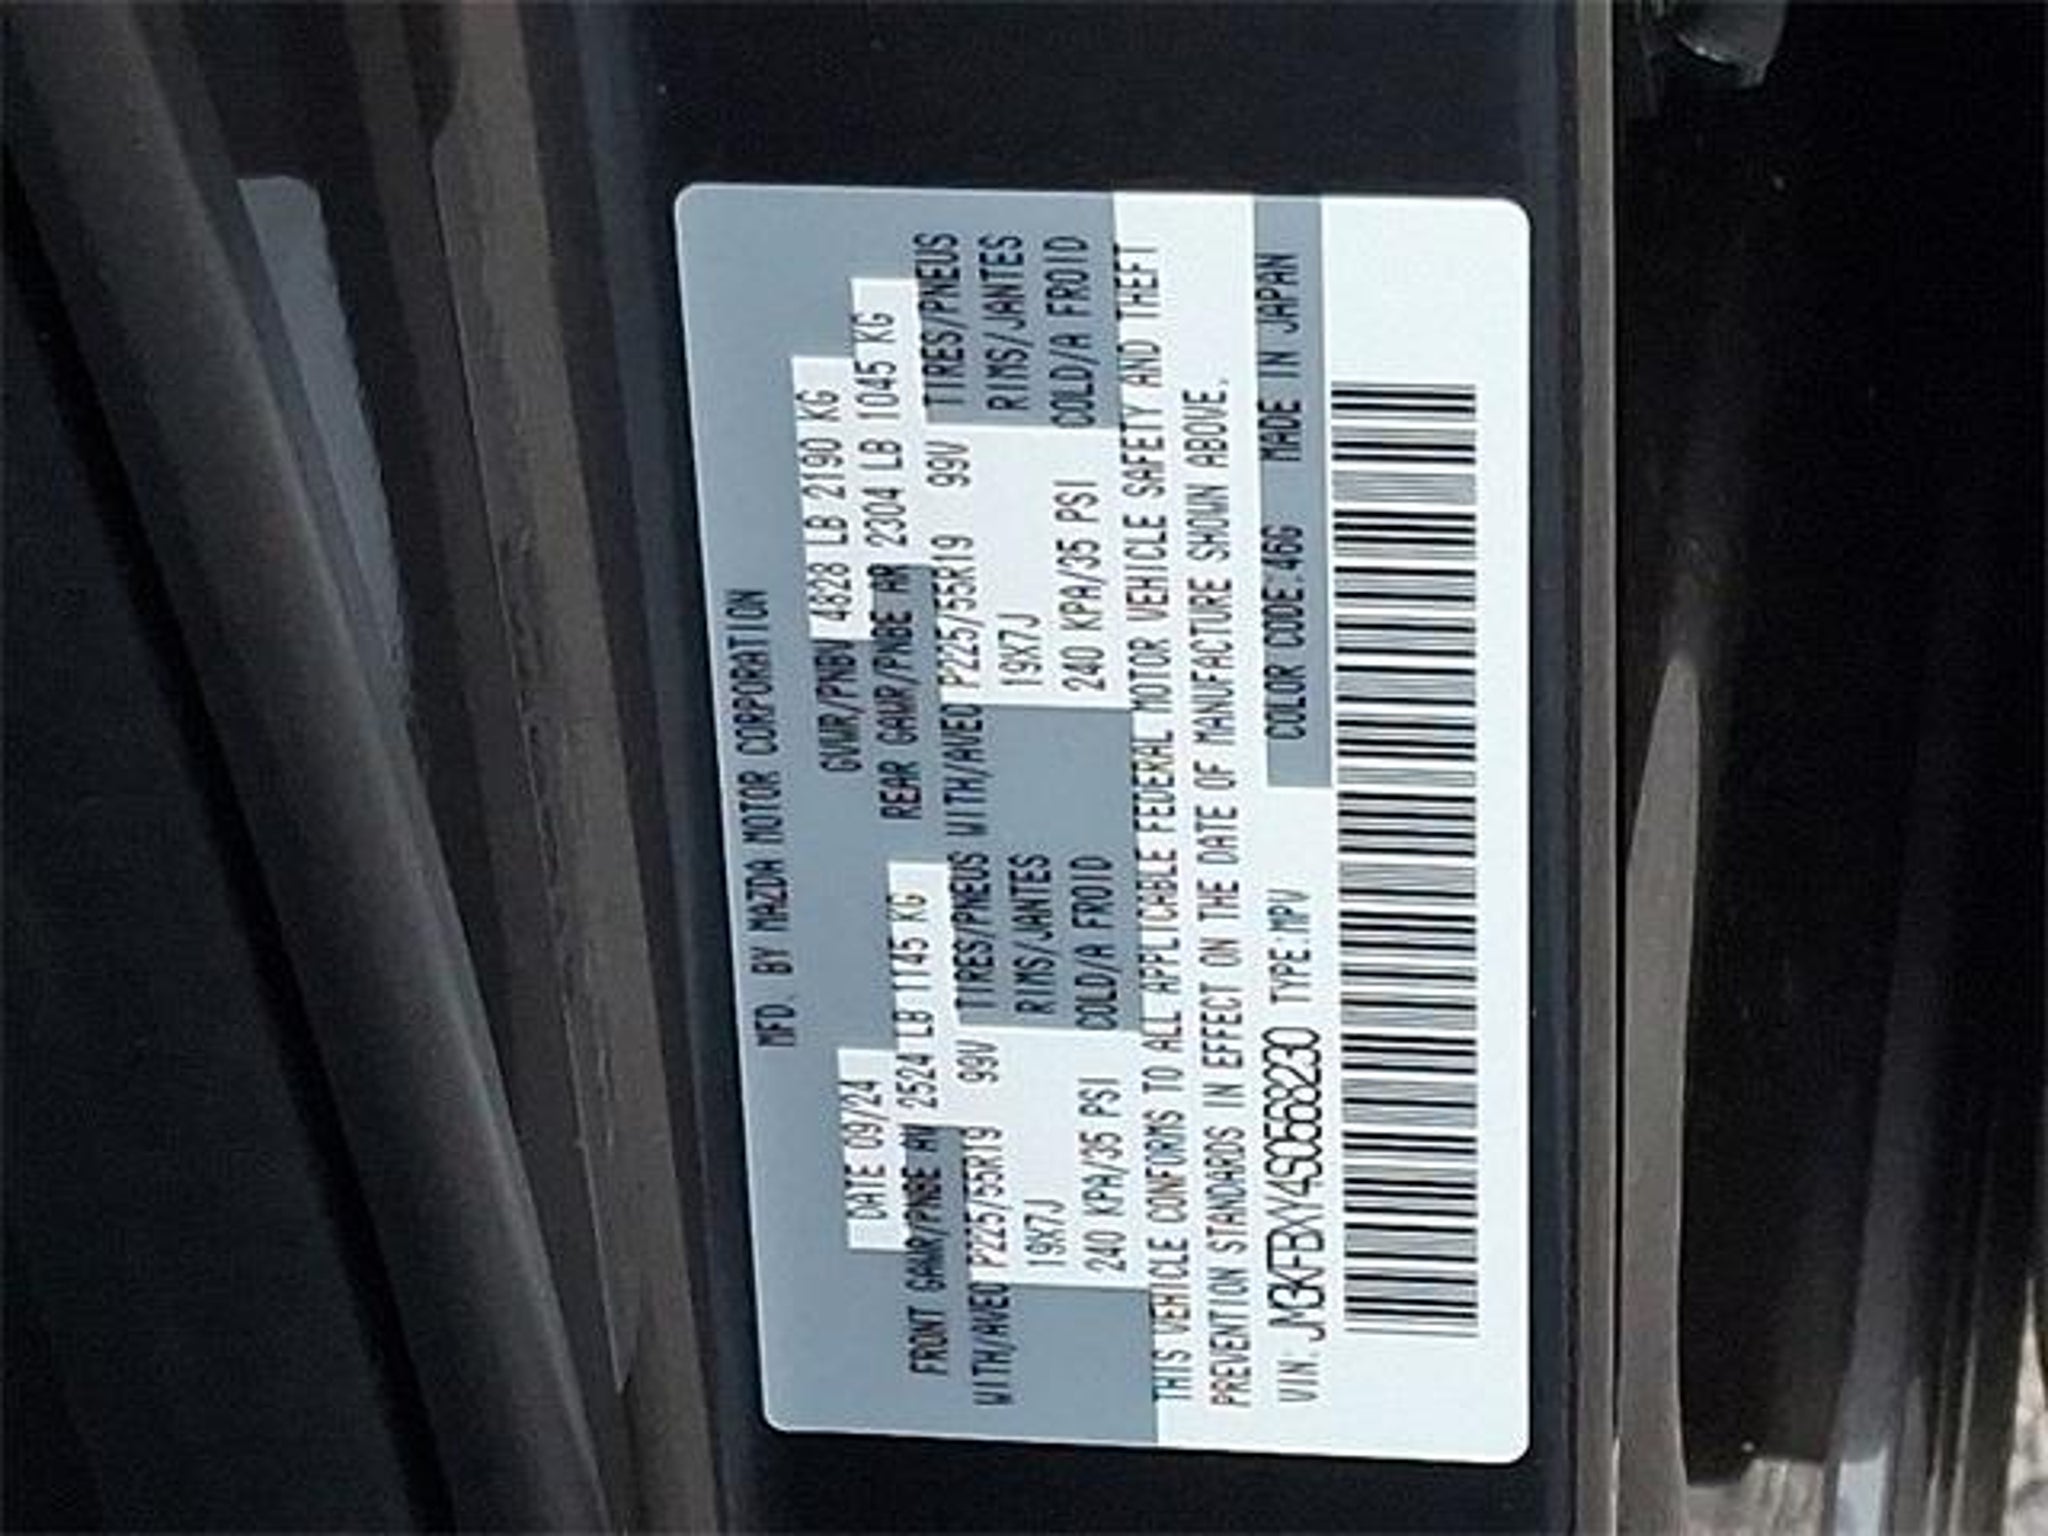 MFD. BY MAZDA MOTOR CORPORATION
DATE 09/24 GVWR/PNBV 4828 LB 2190 KG
FRONT GAWR/PNBE AV 2524 LB 1145 KG REAR GAWR/PNBE AR 2304 LB 1045 KG
WITH/AVEC P225/55R19 99V TIRES/PNEUS WITH/AVEC P225/55R19 99V TIRES/PNEUS
19X7J RIMS/JANTES 19X7J RIMS/JANTES
240 KPA/35 PSI COLD/A FROID 240 KPA/35 PSI COLD/A FROID
THIS VEHICLE CONFORMS TO ALL APPLICABLE FEDERAL MOTOR VEHICLE SAFETY AND THEFT
PREVENTION STANDARDS IN EFFECT ON THE DATE OF MANUFACTURE SHOWN ABOVE.
VIN: JM3KFBXY4S0568230 TYPE:MPV COLOR CODE:46G MADE IN JAPAN